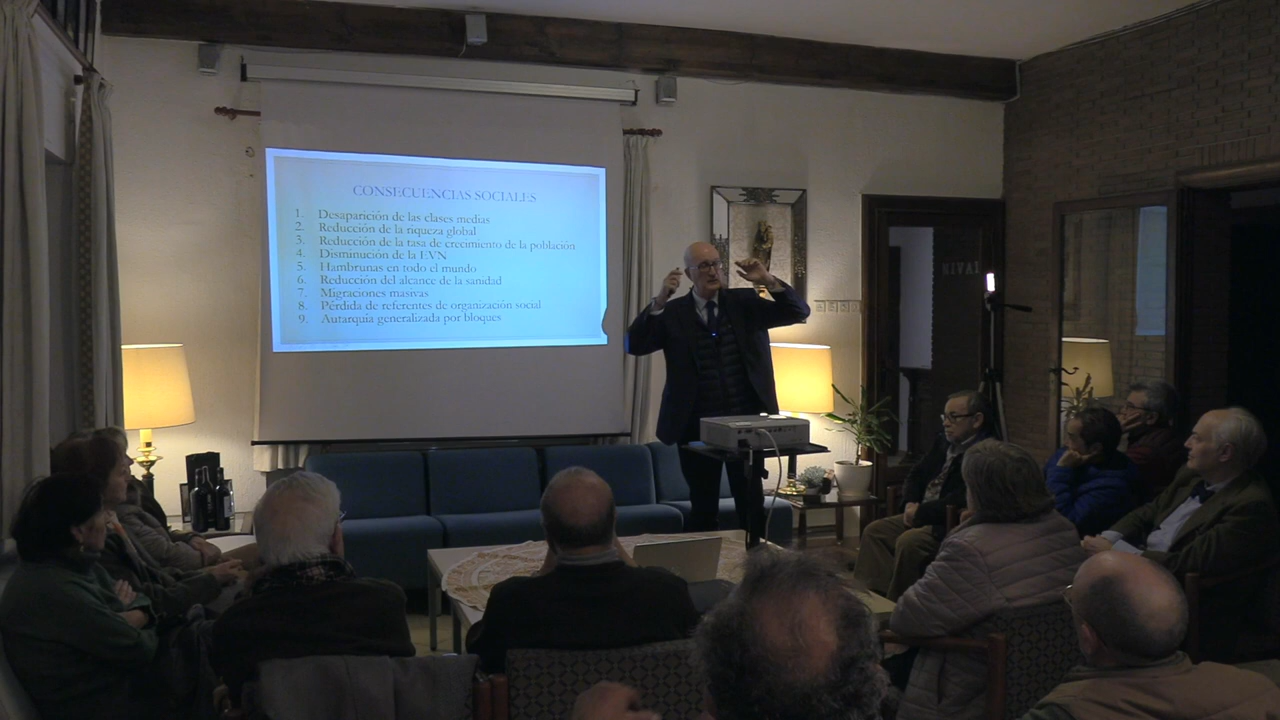 CONSECUENCIAS SOCIALES
1. Desaparición de las clases medias
2. Reducción de la riqueza global
3. Reducción de la tasa de crecimiento de la población
4. Disminución de la EVN
5. Hambrunas en todo el mundo
6. Reducción del alcance de la sanidad
7. Migraciones masivas
8. Pérdida de referentes de organización social
9. Autarquía generalizada por bloques